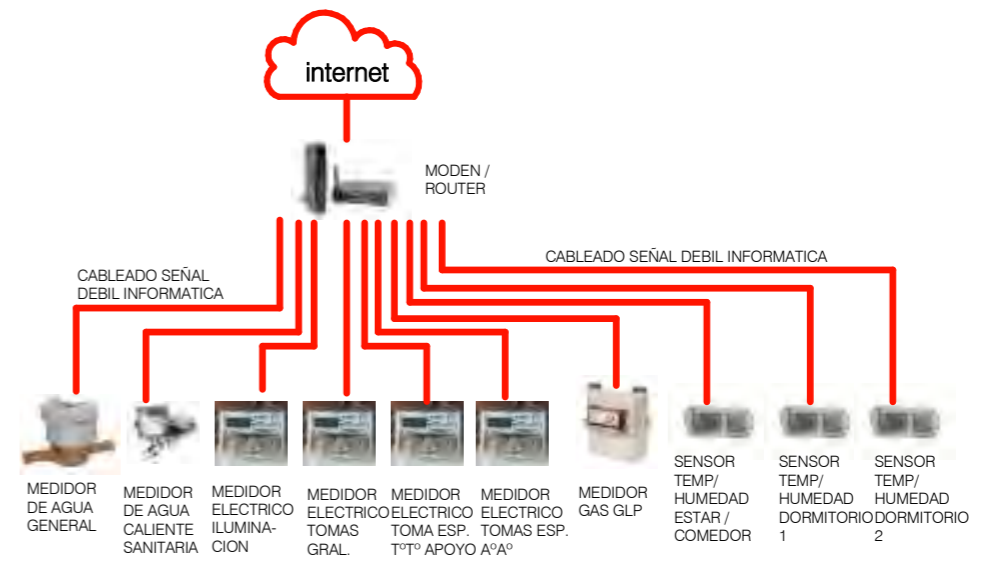 internet
MODEN /
ROUTER
CABLEADO SEÑAL
DEBIL INFORMATICA
CABLEADO SEÑAL DEBIL INFORMATICA
MEDIDOR
DE AGUA
GENERAL
MEDIDOR
DE AGUA
CALIENTE
SANITARIA
MEDIDOR
ELECTRICO
ILUMINA-
CION
MEDIDOR
ELECTRICO
TOMAS
GRAL.
MEDIDOR
ELECTRICO
TOMA ESP.
TºTº APOYO
MEDIDOR
ELECTRICO
TOMAS ESP.
AºAº
MEDIDOR
GAS GLP
SENSOR
TEMP/
HUMEDAD
ESTAR /
COMEDOR
SENSOR
TEMP/
HUMEDAD
DORMITORIO
1
SENSOR
TEMP/
HUMEDAD
DORMITORIO
2